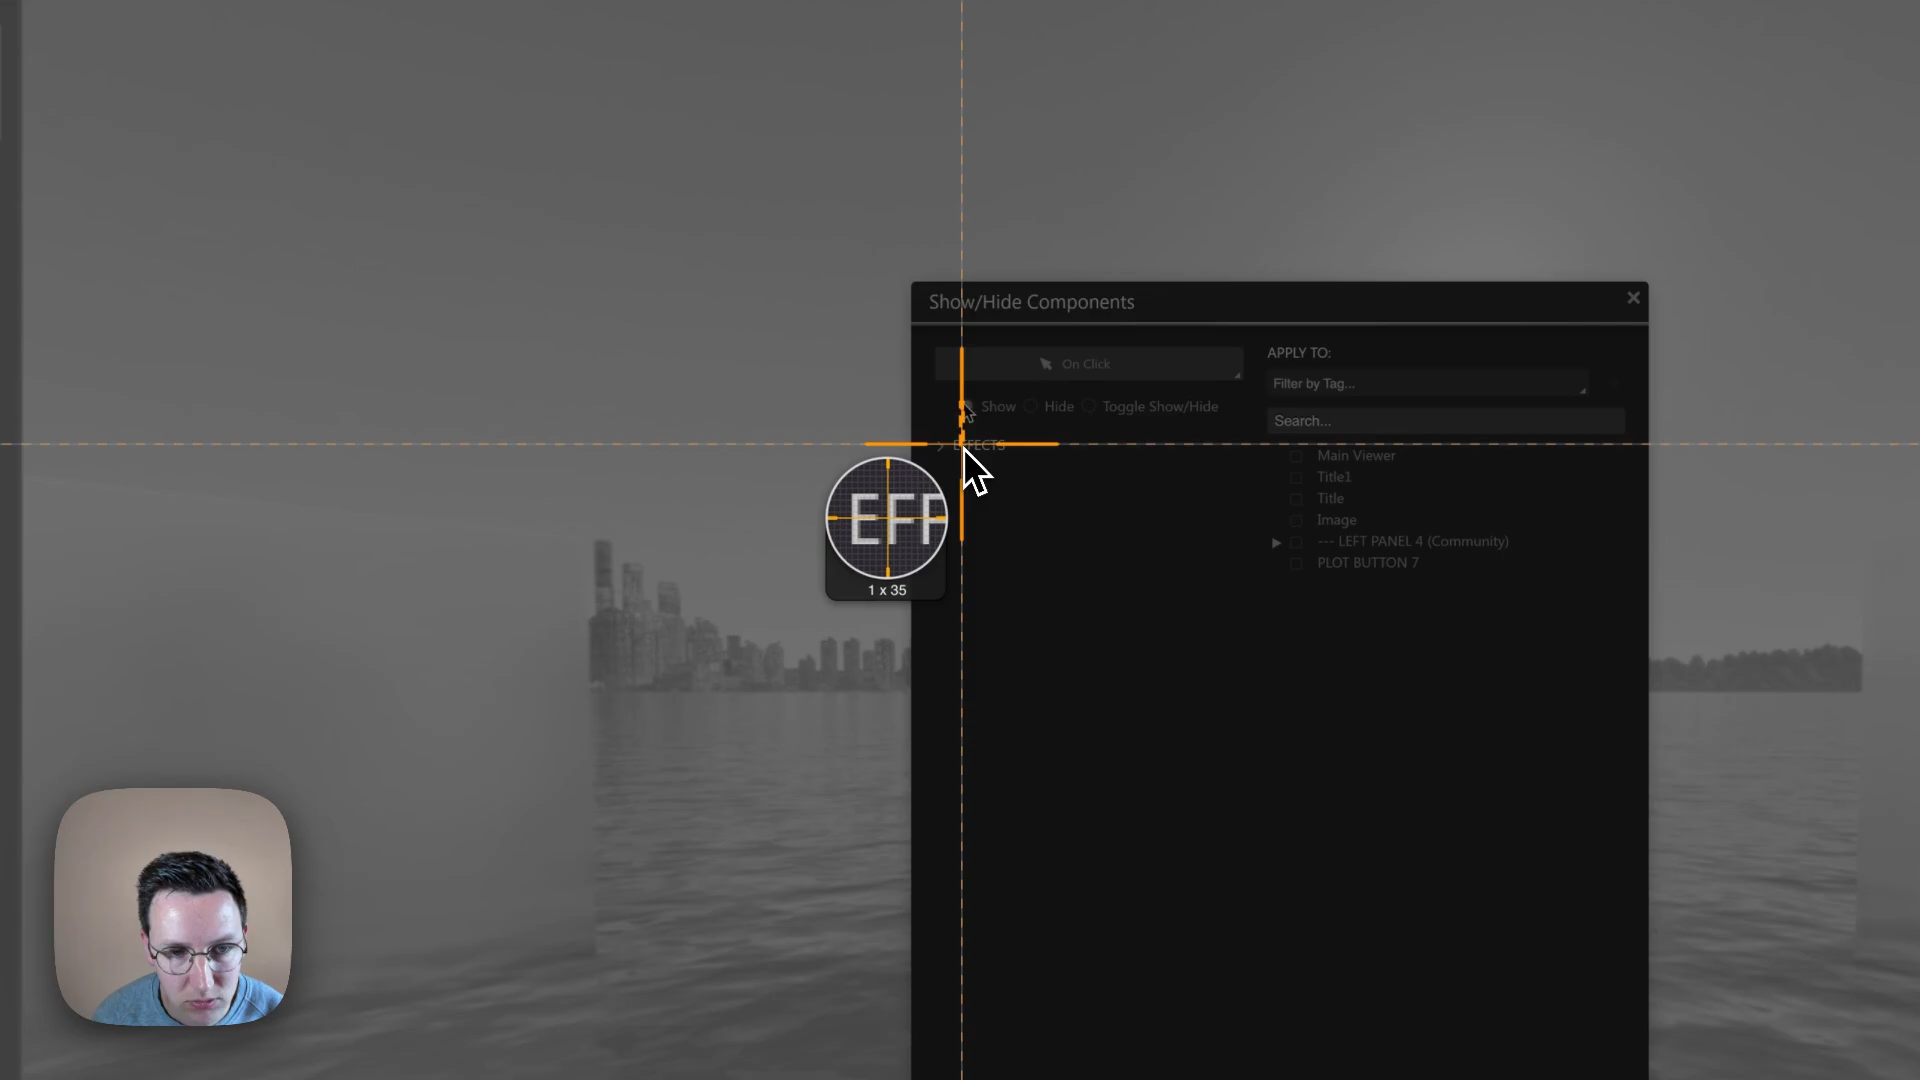 Show/Hide Components
On Click
Show Hide Toggle Show/Hide
EFFECTS
EFF
1 x 35
APPLY TO:
Filter by Tag...
Search...
Main Viewer
Title1
Title
Image
--- LEFT PANEL 4 (Community)
PLOT BUTTON 7